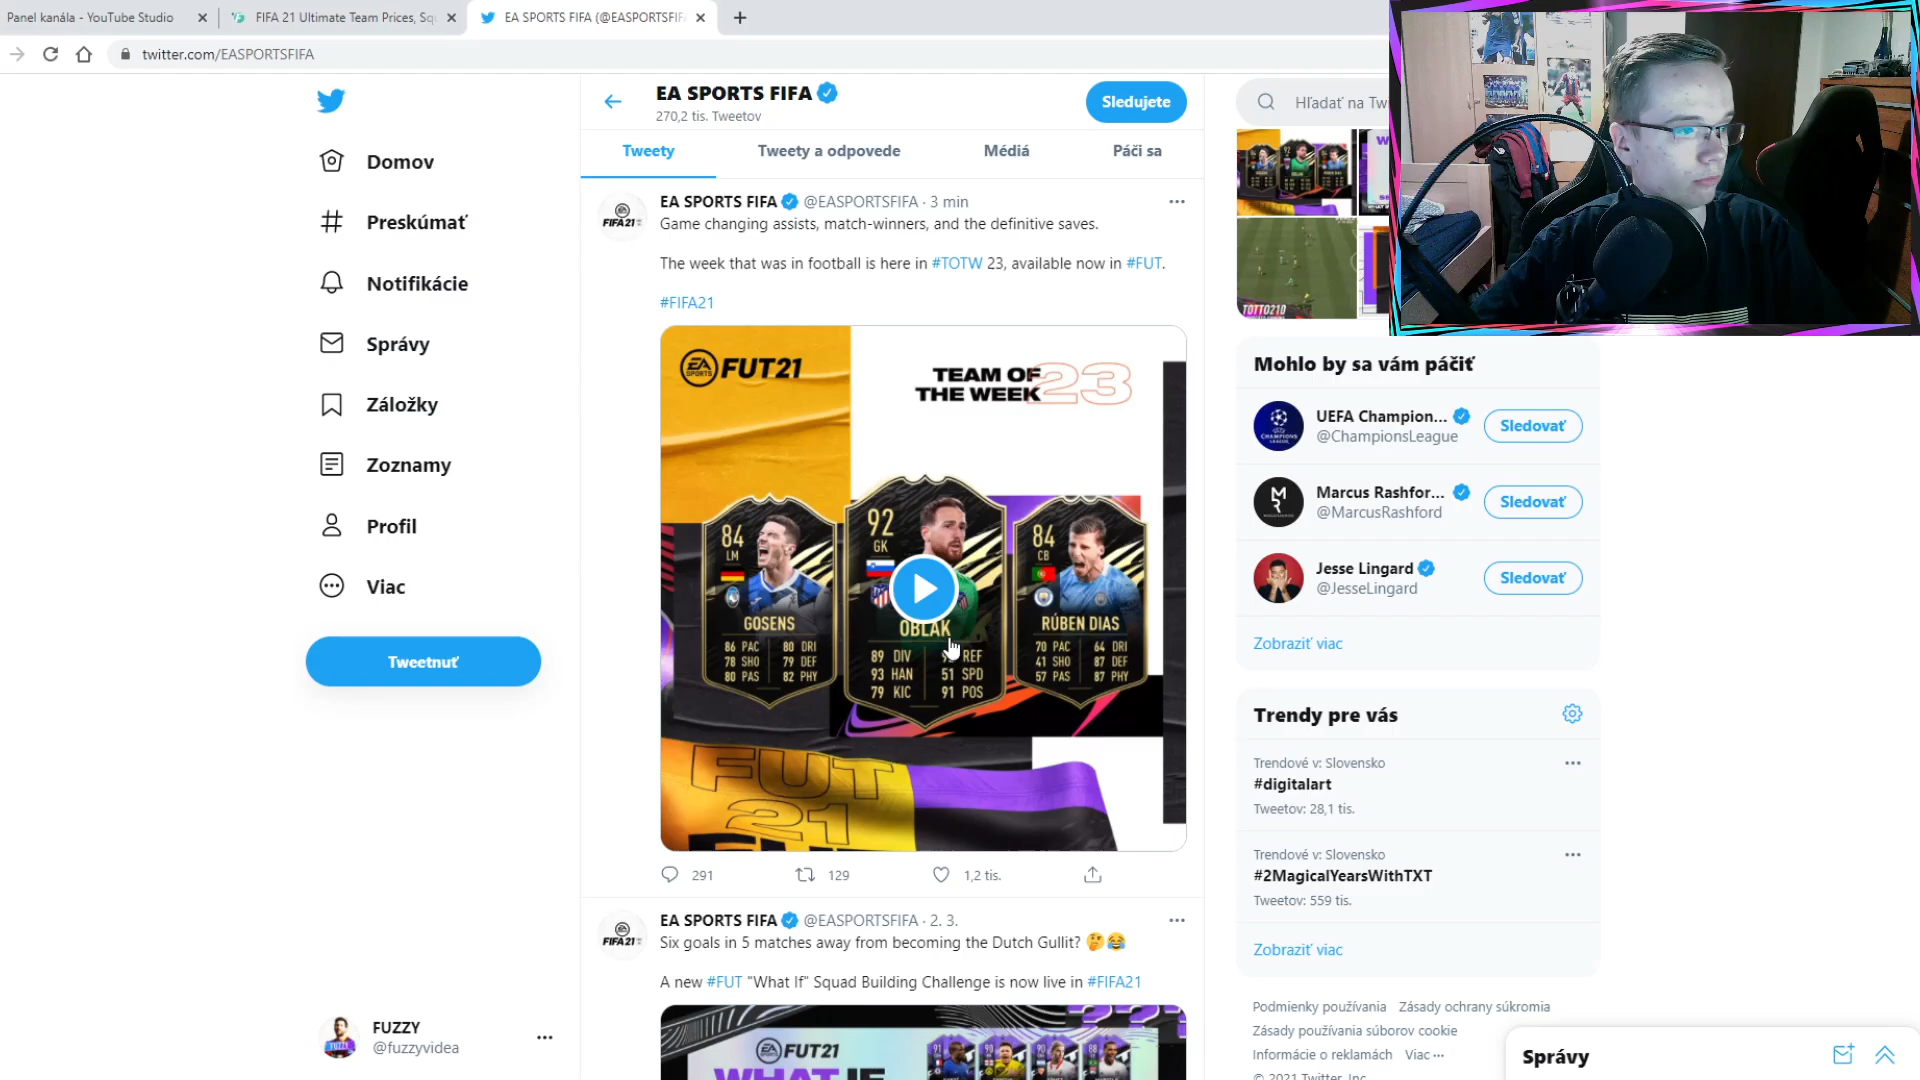 Panel kanála - YouTube Studio
FIFA 21 Ultimate Team Prices, Squ
EA SPORTS FIFA (@EASPORTSFIFA
twitter.com/EASPORTSFIFA
Domov
Preskúmať
Notifikácie
Správy
Záložky
Zoznamy
Profil
Viac
Tweetnuť
FUZZY
@fuzzyvidea
EA SPORTS FIFA
270,2 tis. Tweetov
Sledujete
Tweety
Tweety a odpovede
Médiá
Páči sa
EA SPORTS FIFA @EASPORTSFIFA · 3 min
Game changing assists, match-winners, and the definitive saves.
The week that was in football is here in #TOTW 23, available now in #FUT.
#FIFA21
EA SPORTS FUT21
TEAM OF
THE WEEK 23
84
LM
GOSENS
86 PAC 80 DRI
78 SHO 79 DEF
80 PAS 82 PHY
92
GK
OBLAK
89 DIV REF
93 HAN 51 SPD
79 KIC 91 POS
84
CB
RÚBEN DIAS
70 PAC 64 DRI
41 SHO 87 DEF
57 PAS 87 PHY
FUT
21
291
129
1,2 tis.
EA SPORTS FIFA @EASPORTSFIFA · 2. 3.
Six goals in 5 matches away from becoming the Dutch Gullit? 🤔😂
A new #FUT "What If" Squad Building Challenge is now live in #FIFA21
FUT21
WHAT IF
Hľadať na Tw
TOTTO210
Mohlo by sa vám páčiť
UEFA Champion...
@ChampionsLeague
Sledovať
Marcus Rashfor...
@MarcusRashford
Sledovať
Jesse Lingard
@JesseLingard
Sledovať
Zobraziť viac
Trendy pre vás
Trendové v: Slovensko
#digitalart
Tweetov: 28,1 tis.
Trendové v: Slovensko
#2MagicalYearsWithTXT
Tweetov: 559 tis.
Zobraziť viac
Podmienky používania Zásady ochrany súkromia
Zásady používania súborov cookie
Informácie o reklamách Viac ···
© 2021 Twitter, Inc.
Správy